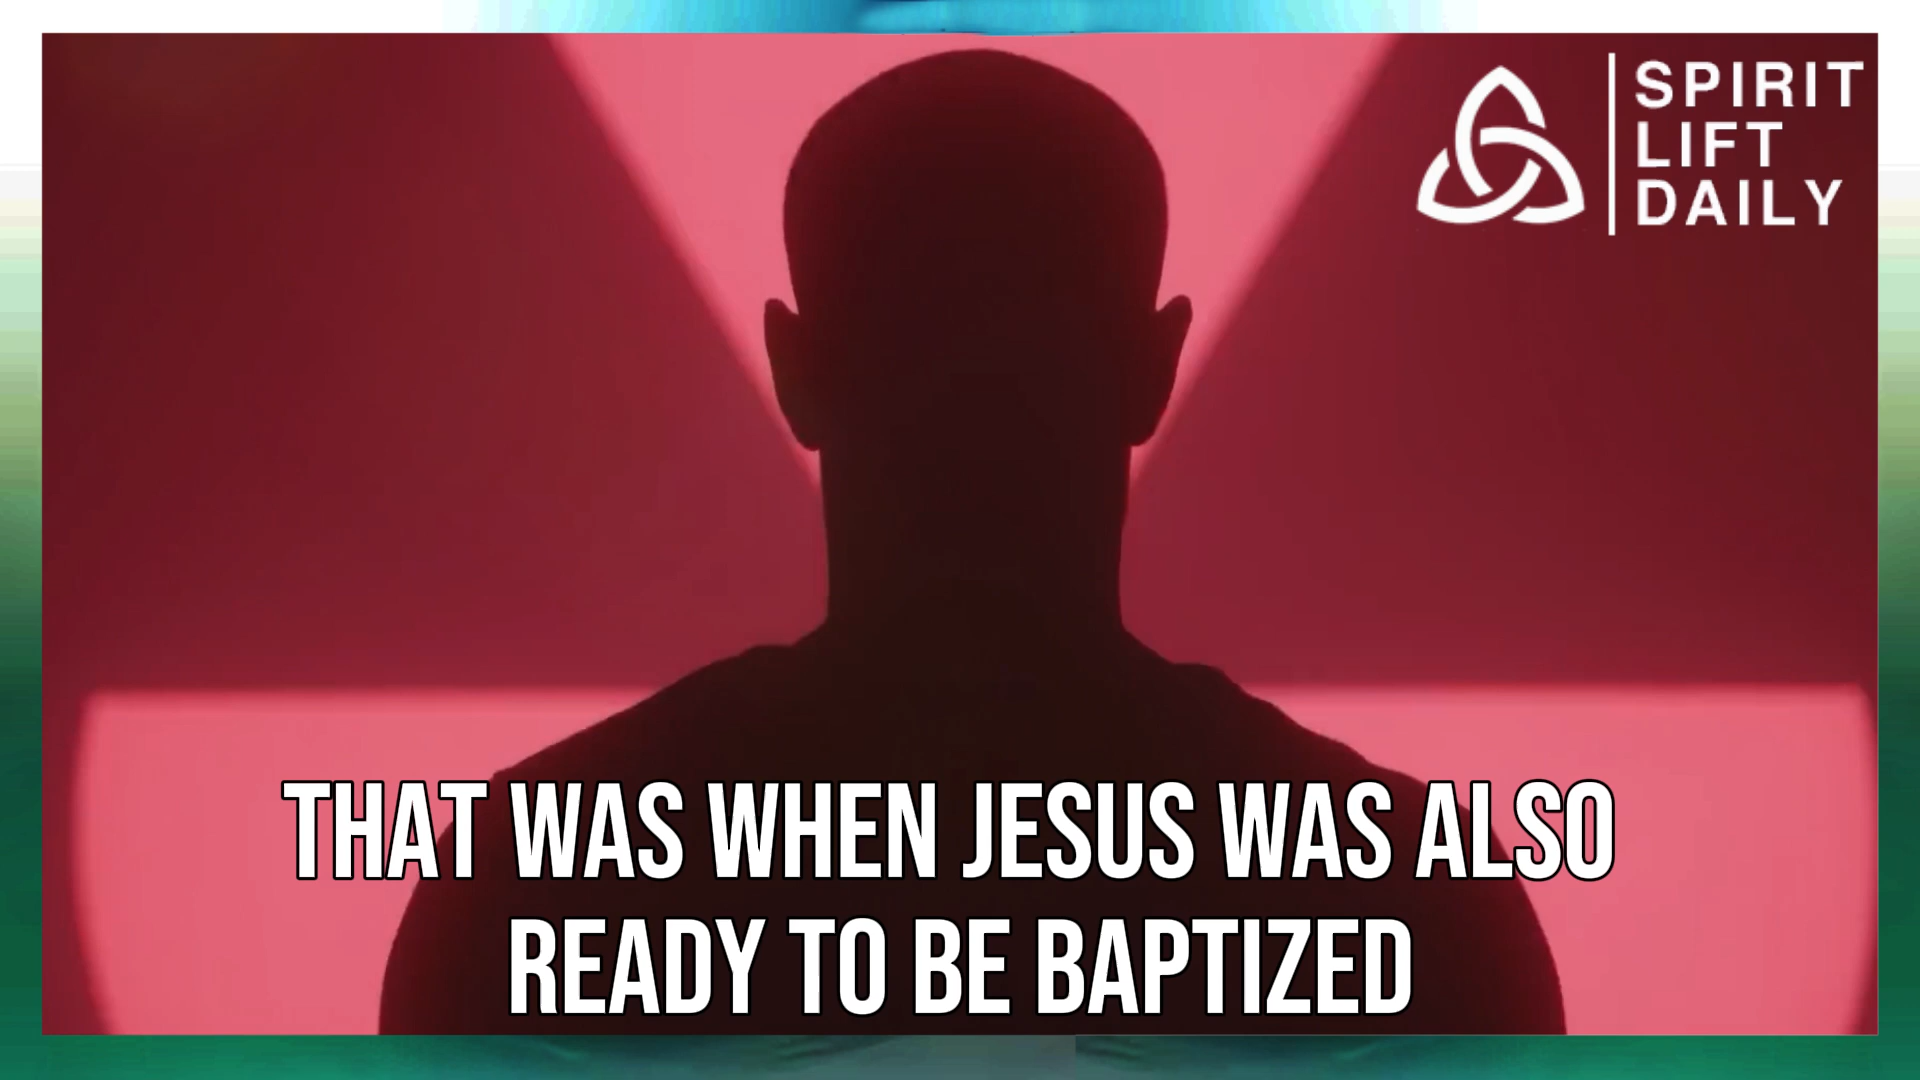 SPIRIT
LIFT
DAILY
THAT WAS WHEN JESUS WAS ALSO
READY TO BE BAPTIZED